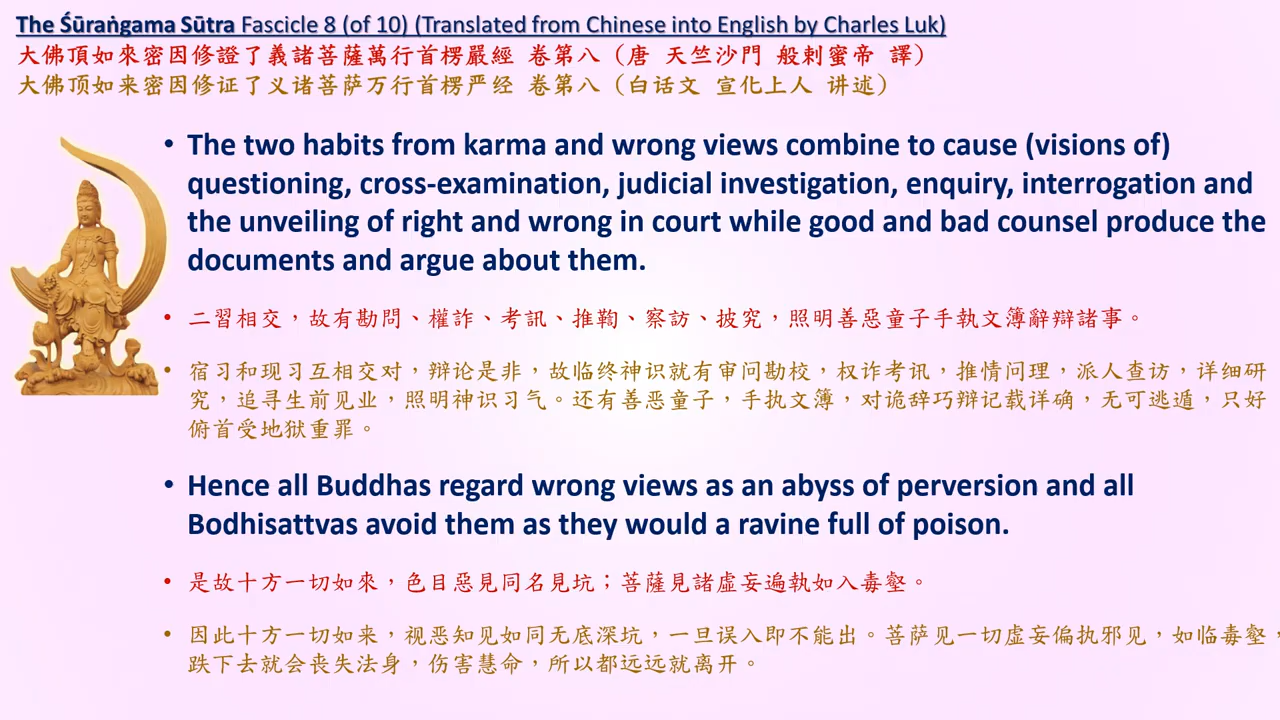 The Śūraṅgama Sūtra Fascicle 8 (of 10) (Translated from Chinese into English by Charles Luk)
大佛頂如來密因修證了義諸菩薩萬行首楞嚴經 卷第八（唐 天竺沙門 般剌蜜帝 譯）
大佛顶如来密因修证了义诸菩萨万行首楞严经 卷第八（白话文 宣化上人 讲述）
• The two habits from karma and wrong views combine to cause (visions of)
questioning, cross-examination, judicial investigation, enquiry, interrogation and
the unveiling of right and wrong in court while good and bad counsel produce the
documents and argue about them.
• 二習相交，故有勘問、權詐、考訊、推鞫、察訪、披究，照明善惡童子手執文簿辭辯諸事。
• 宿习和现习互相交对，辩论是非，故临终神识就有审问勘校，权诈考讯，推情问理，派人查访，详细研
究，追寻生前见业，照明神识习气。还有善恶童子，手执文簿，对诡辞巧辩记载详确，无可逃遁，只好
俯首受地狱重罪。
• Hence all Buddhas regard wrong views as an abyss of perversion and all
Bodhisattvas avoid them as they would a ravine full of poison.
• 是故十方一切如來，色目惡見同名見坑；菩薩見諸虛妄遍執如入毒壑。
• 因此十方一切如来，视恶知见如同无底深坑，一旦误入即不能出。菩萨见一切虚妄偏执邪见，如临毒壑，
跌下去就会丧失法身，伤害慧命，所以都远远就离开。